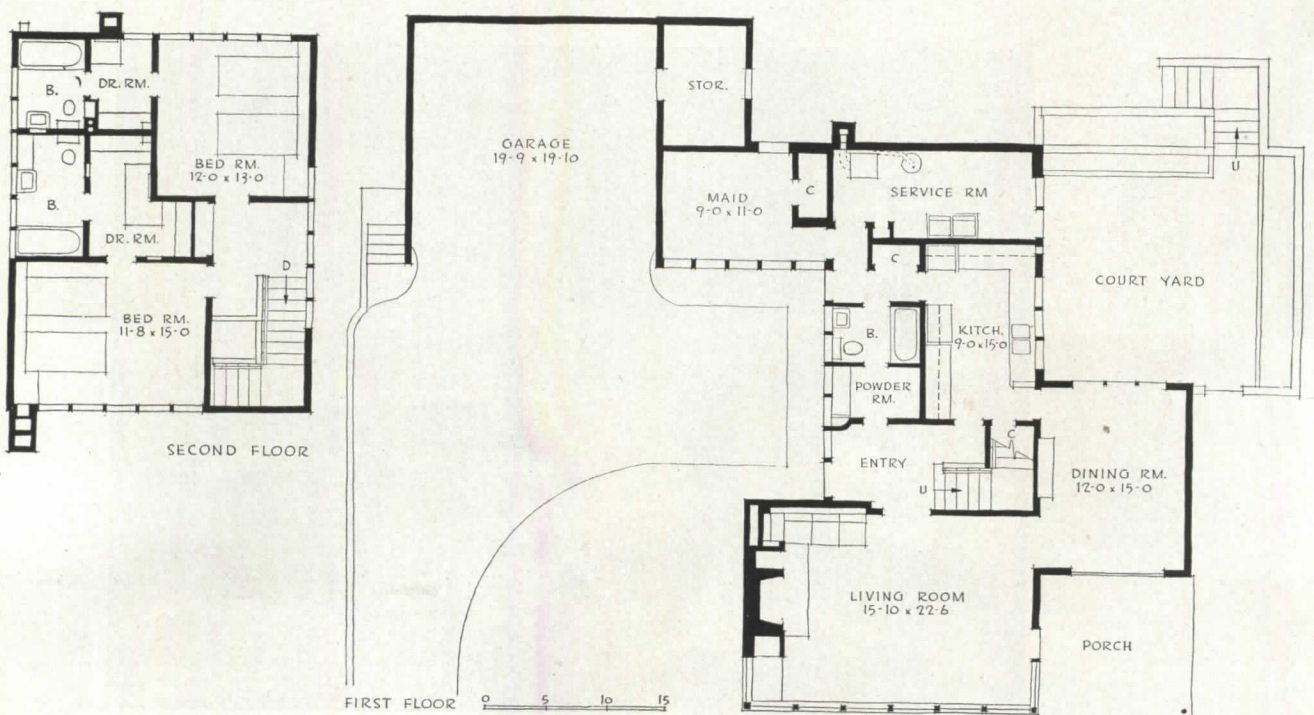 B.
DR. RM.
BED RM.
12-0 x 13-0
B.
DR. RM.
D
BED RM.
11-8 x 15-0
SECOND FLOOR
GARAGE
19-9 x 19-10
STOR.
MAID
9-0 x 11-0
C
SERVICE RM
C
U
COURT YARD
KITCH.
9-0 x 15-0
B.
POWDER
RM.
ENTRY
U
C
DINING RM.
12-0 x 15-0
LIVING ROOM
15-10 x 22-6
PORCH
FIRST FLOOR
0 5 10 15